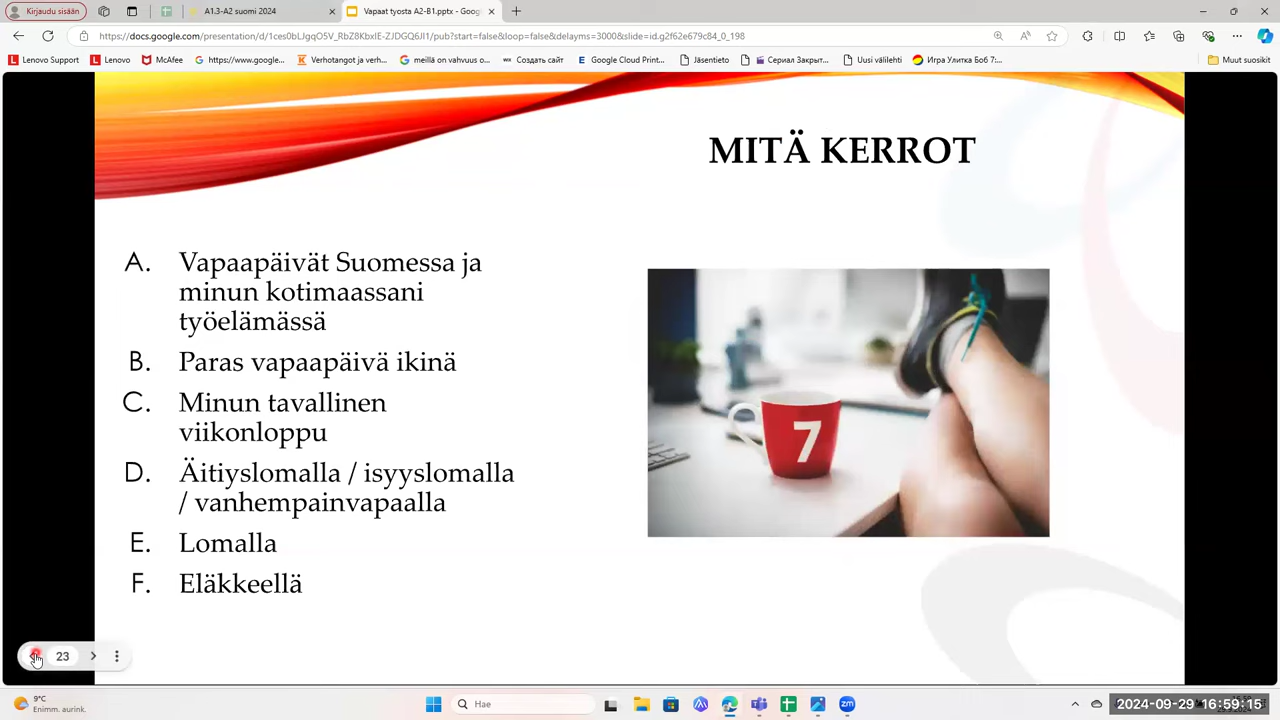 Kirjaudu sisään
A1.3-A2 suomi 2024
Vapaat tyosta A2-B1.pptx - Goog
https://docs.google.com/presentation/d/1ces0bLJgqO5V_RbZ8KbxIE-ZJDGQ6JI1/pub?start=false&loop=false&delayms=3000&slide=id.g2f62e679c84_0_198
Lenovo Support
Lenovo
McAfee
https://www.google...
Verhotangot ja verh...
meillä on vahvuus o...
Создать сайт
Google Cloud Print...
Jäsentieto
Сериал Закрыт...
Uusi välilehti
Игра Улитка Боб 7:...
Muut suosikit
MITÄ KERROT
A. Vapaapäivät Suomessa ja
minun kotimaassani
työelämässä
B. Paras vapaapäivä ikinä
C. Minun tavallinen
viikonloppu
D. Äitiyslomalla / isyyslomalla
/ vanhempainvapaalla
E. Lomalla
F. Eläkkeellä
7
23
9°C
Enimm. aurink.
Hae
2024-09-29 16:59:15